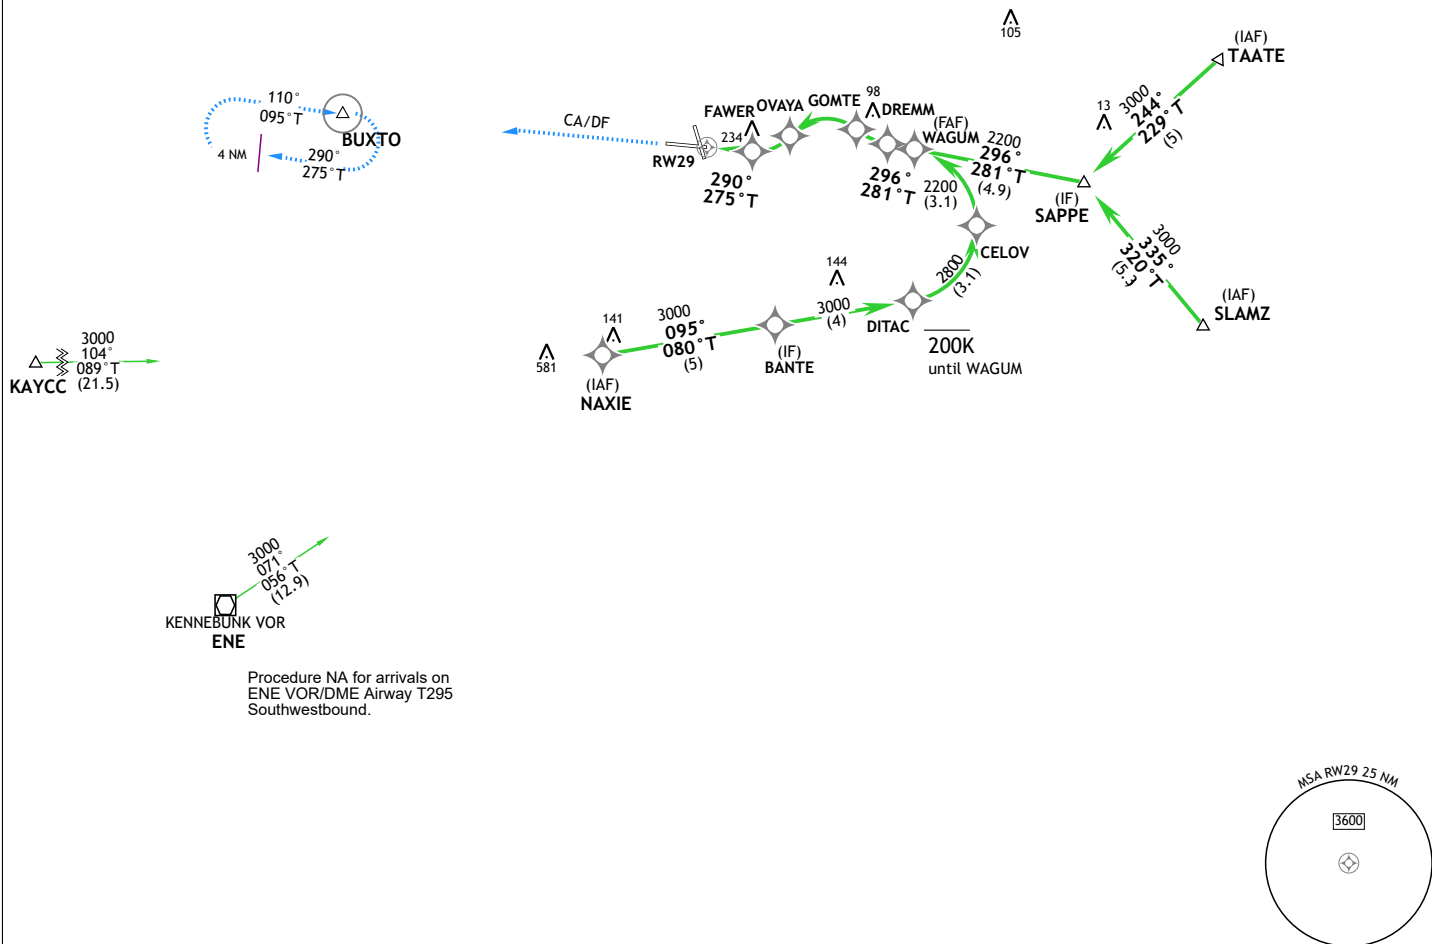 105
(IAF)
TAATE
3000
244°
229°T
(5)
13
110°
095°T
BUXTO
4 NM
290°
275°T
CA/DF
RW29
234
FAWER
OVAYA
GOMTE
98
DREMM
(FAF)
WAGUM
2200
296°
281°T
(4.9)
(IF)
SAPPE
290°
275°T
296°
281°T
2200
(3.1)
CELOV
2800
(3.1)
3000
335°
320°T
(5.3
(IAF)
SLAMZ
144
3000
(4)
DITAC
200K
until WAGUM
(IF)
BANTE
141
3000
095°
080°T
(5)
581
(IAF)
NAXIE
3000
104°
089°T
(21.5)
KAYCC
3000
071°
056°T
(12.9)
KENNEBUNK VOR
ENE
Procedure NA for arrivals on
ENE VOR/DME Airway T295
Southwestbound.
MSA RW29 25 NM
3600